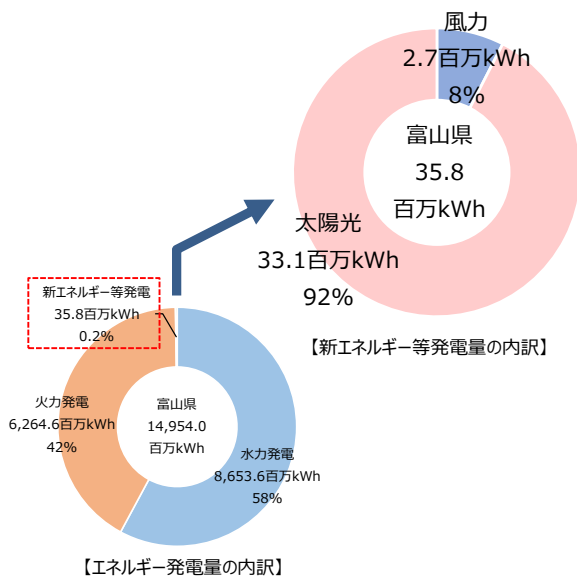 風力
2.7百万kWh
8%
富山県
35.8
百万kWh
太陽光
33.1百万kWh
92%
【新エネルギー等発電量の内訳】
新エネルギー等発電
35.8百万kWh
0.2%
火力発電
6,264.6百万kWh
42%
富山県
14,954.0
百万kWh
水力発電
8,653.6百万kWh
58%
【エネルギー発電量の内訳】